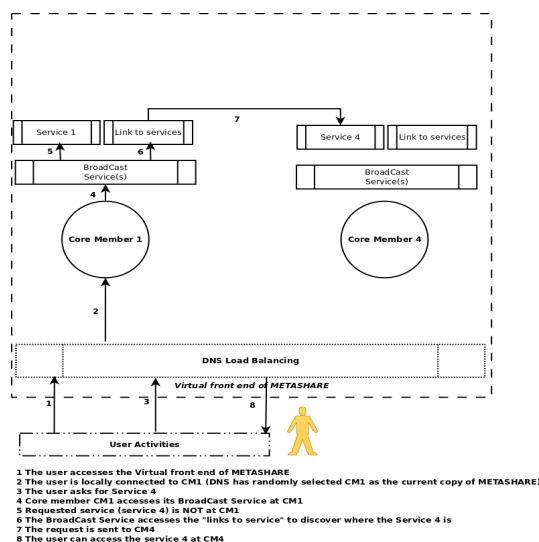 7
Service 1
Link to services
Service 4
Link to services
5
6
BroadCast
Service(s)
BroadCast
Service(s)
4
Core Member 1
Core Member 4
2
DNS Load Balancing
Virtual front end of METASHARE
1
3
8
User Activities
1 The user accesses the Virtual front end of METASHARE
2 The user is locally connected to CM1 (DNS has randomly selected CM1 as the current copy of METASHARE)
3 The user asks for Service 4
4 Core member CM1 accesses its BroadCast Service at CM1
5 Requested service (service 4) is NOT at CM1
6 The BroadCast Service accesses the "links to service" to discover where the Service 4 is
7 The request is sent to CM4
8 The user can access the service 4 at CM4